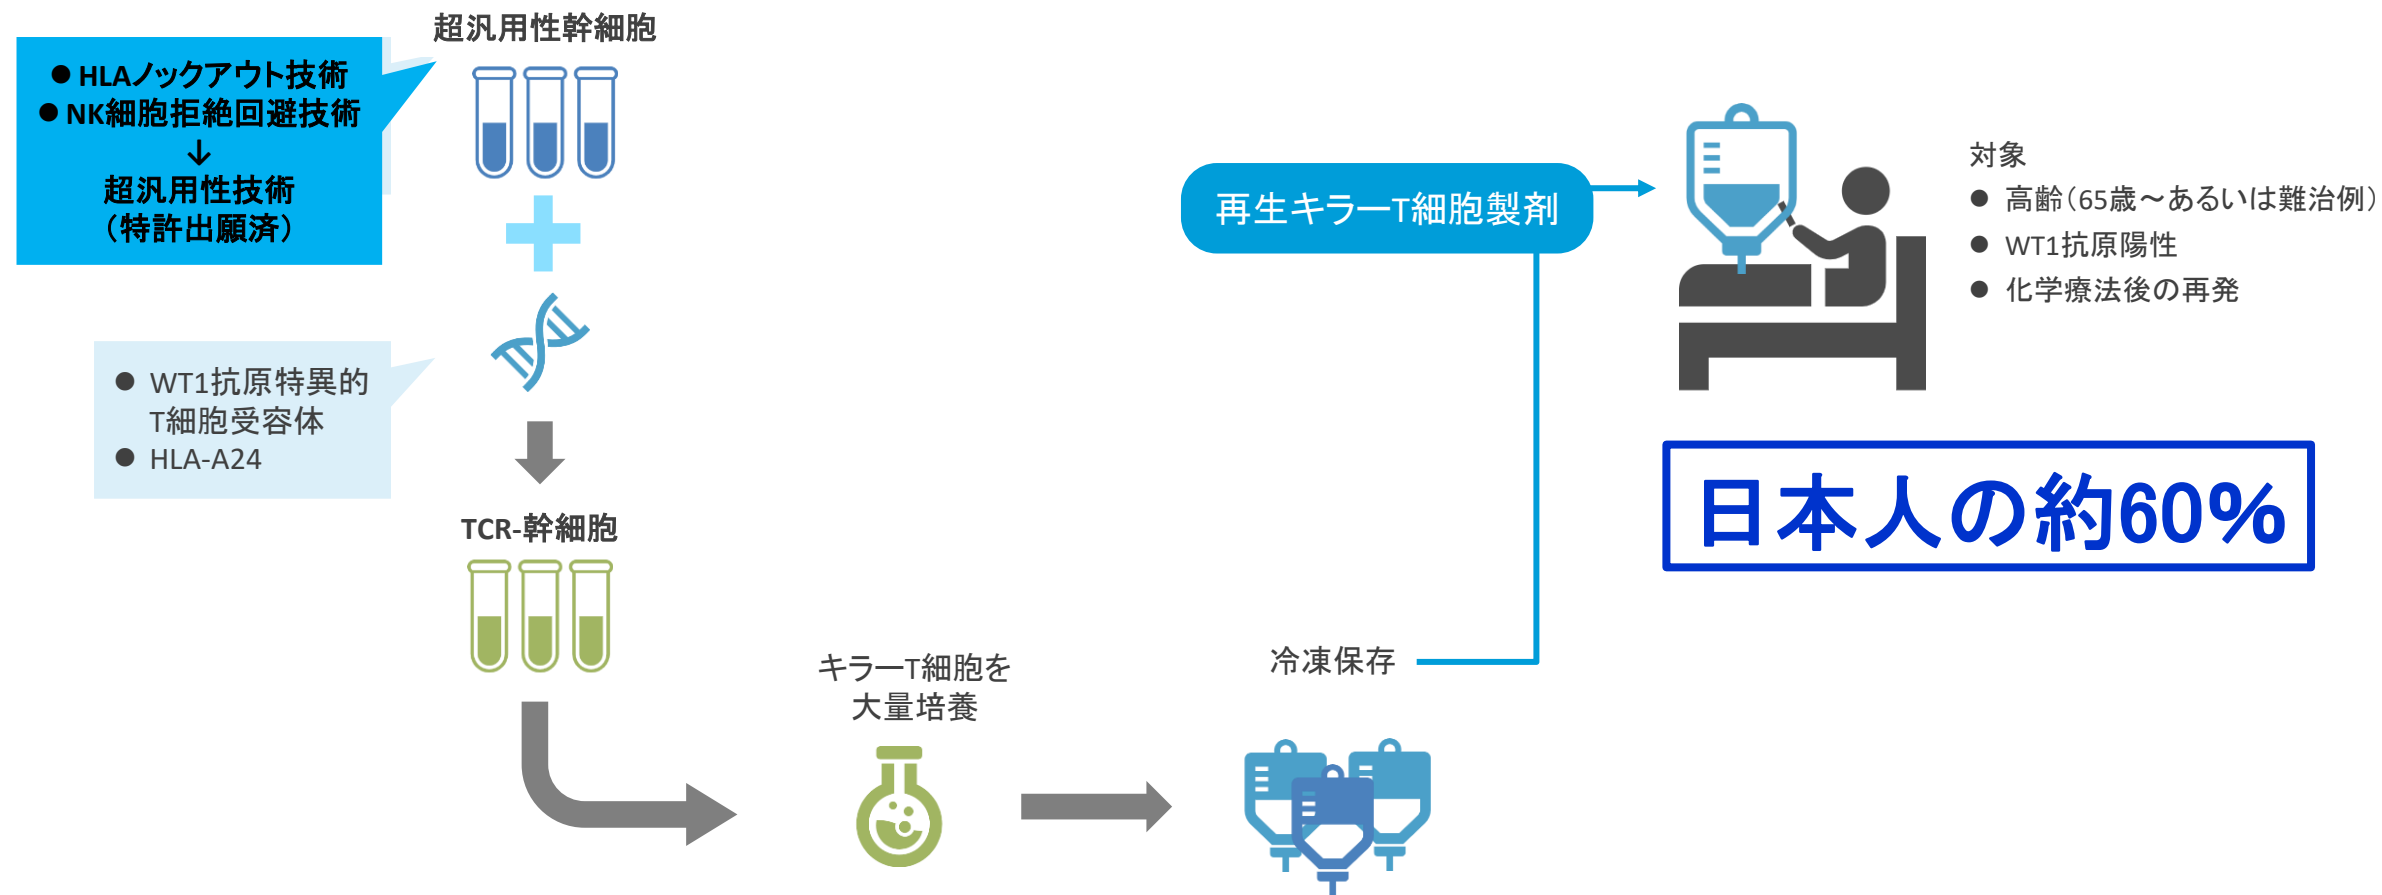 超汎用性幹細胞
● HLAノックアウト技術
● NK細胞拒絶回避技術
↓
超汎用性技術
（特許出願済）
● WT1抗原特異的
T細胞受容体
● HLA-A24
TCR-幹細胞
キラーT細胞を
大量培養
冷凍保存
再生キラーT細胞製剤
対象
● 高齢（65歳～あるいは難治例）
● WT1抗原陽性
● 化学療法後の再発
日本人の約60%